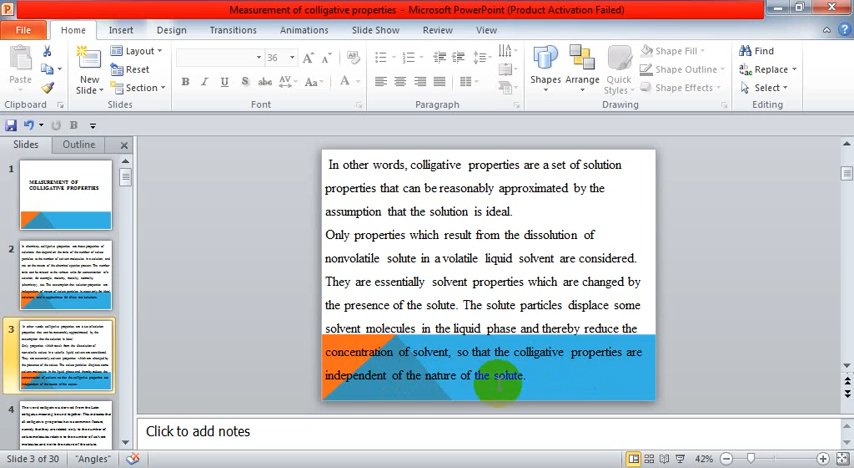 Measurement of colligative properties - Microsoft PowerPoint (Product Activation Failed)
File Home Insert Design Transitions Animations Slide Show Review View
Paste
Clipboard
New
Slide
Layout
Reset
Section
Slides
36
B I U S abc AV Aa A
Font
Paragraph
Shapes
Arrange
Quick
Styles
Shape Fill
Shape Outline
Shape Effects
Drawing
Find
Replace
Select
Editing
Slides Outline
1
MEASUREMENT OF
COLLIGATIVE PROPERTIES
2
3
4
In other words, colligative properties are a set of solution
properties that can be reasonably approximated by the
assumption that the solution is ideal.
Only properties which result from the dissolution of
nonvolatile solute in a volatile liquid solvent are considered.
They are essentially solvent properties which are changed by
the presence of the solute. The solute particles displace some
solvent molecules in the liquid phase and thereby reduce the
concentration of solvent, so that the colligative properties are
independent of the nature of the solute.
Click to add notes
Slide 3 of 30 "Angles" 42%